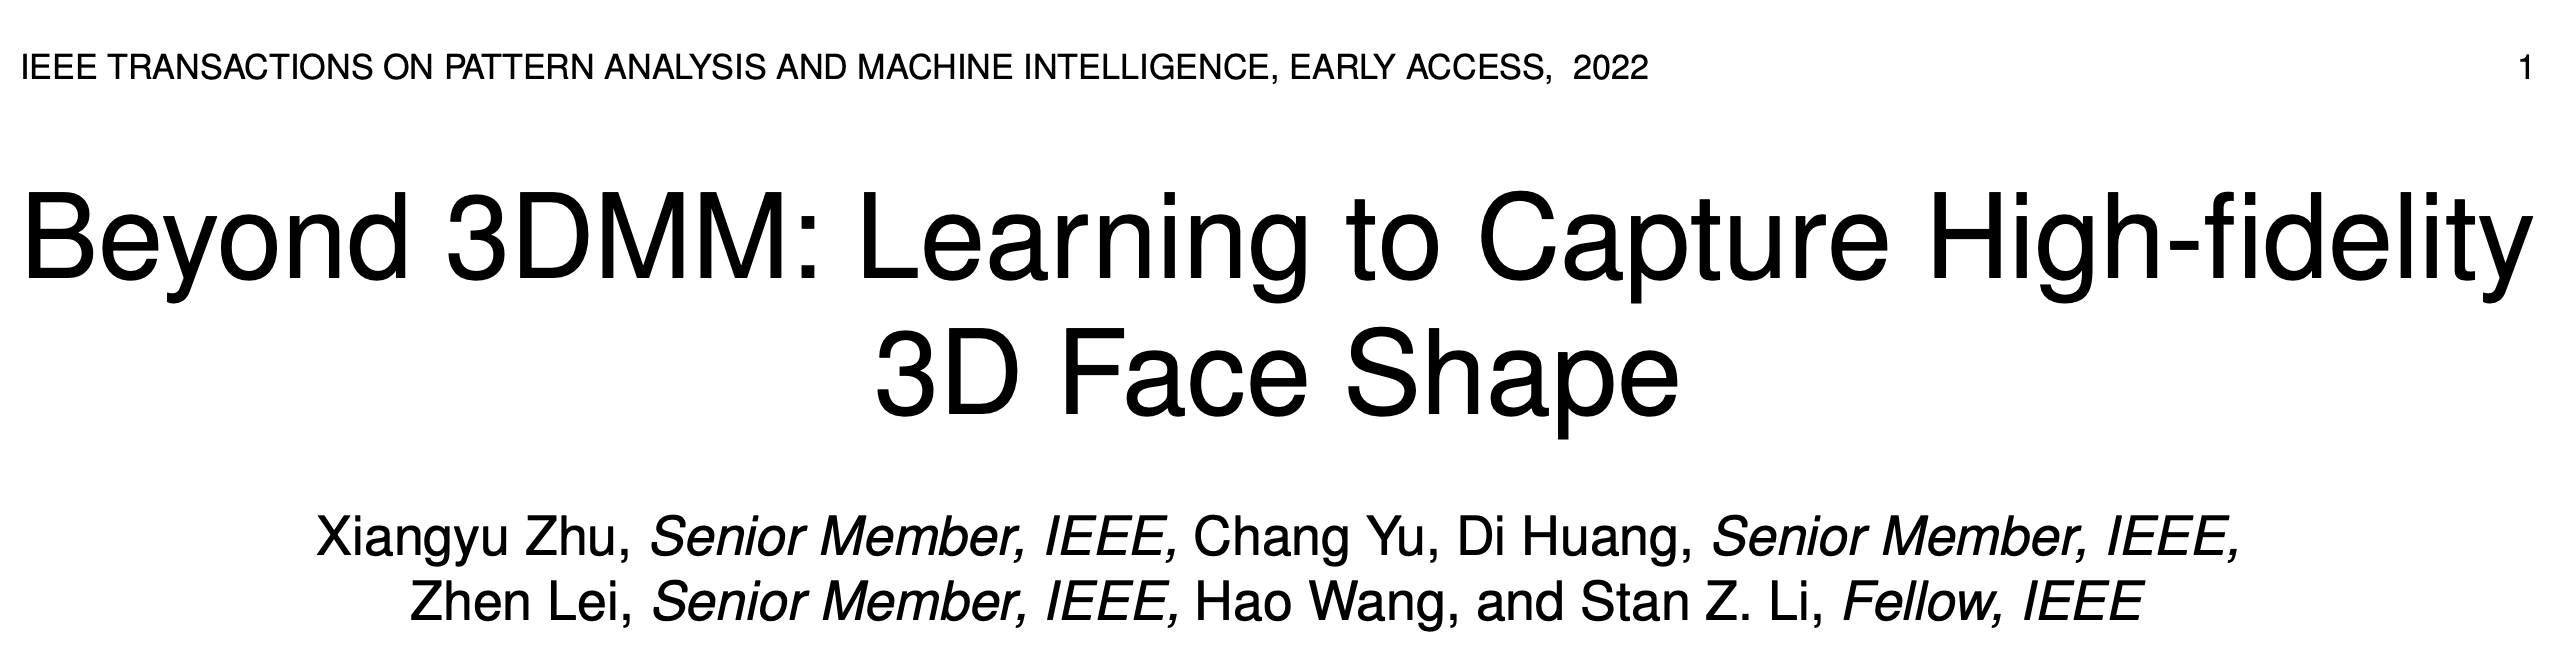 IEEE TRANSACTIONS ON PATTERN ANALYSIS AND MACHINE INTELLIGENCE, EARLY ACCESS, 2022 1
Beyond 3DMM: Learning to Capture High-fidelity
3D Face Shape
Xiangyu Zhu, Senior Member, IEEE, Chang Yu, Di Huang, Senior Member, IEEE,
Zhen Lei, Senior Member, IEEE, Hao Wang, and Stan Z. Li, Fellow, IEEE